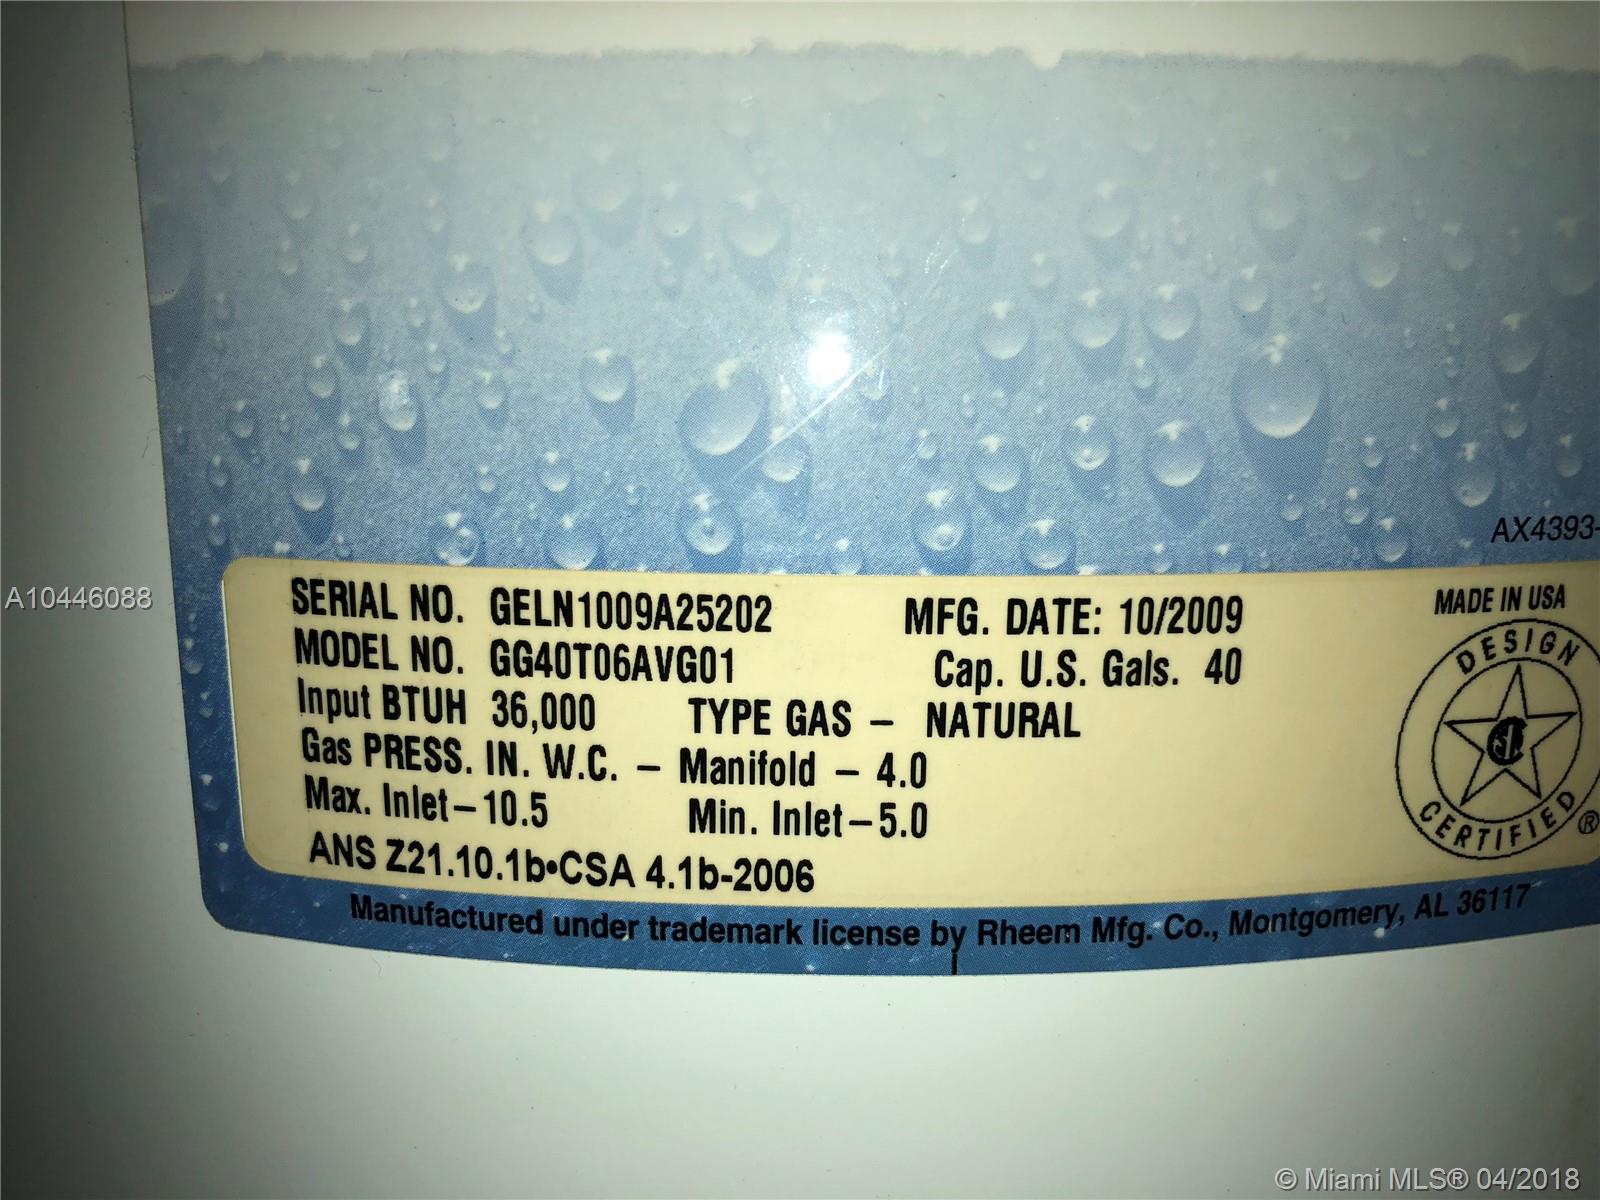 AX4393-
SERIAL NO. GELN1009A25202 MFG. DATE: 10/2009 MADE IN USA
MODEL NO. GG40T06AVG01 Cap. U.S. Gals. 40
Input BTUH 36,000 TYPE GAS – NATURAL
Gas PRESS. IN. W.C. – Manifold – 4.0
Max. Inlet–10.5 Min. Inlet–5.0
ANS Z21.10.1b•CSA 4.1b-2006
DESIGN
CERTIFIED ®
Manufactured under trademark license by Rheem Mfg. Co., Montgomery, AL 36117
A10446088
© Miami MLS® 04/2018